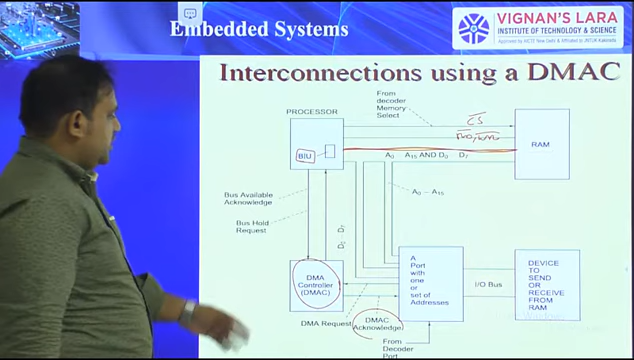 Embedded Systems
VIGNAN'S LARA
INSTITUTE OF TECHNOLOGY & SCIENCE
Approved by AICTE New Delhi & Affiliated to JNTUK Kakinada
Interconnections using a DMAC
From
decoder
Memory
Select
PROCESSOR
CS
RAM
BIU
A0 A15 AND D0 D7
Bus Available
Acknowledge
A0 – A15
Bus Hold
Request
DMA
Controller
(DMAC)
A
Port
with
one
or
set of
Addresses
I/O Bus
DEVICE
TO
SEND
OR
RECEIVE
FROM
RAM
DMA Request
DMAC
Acknowledge
From
Decoder
Port